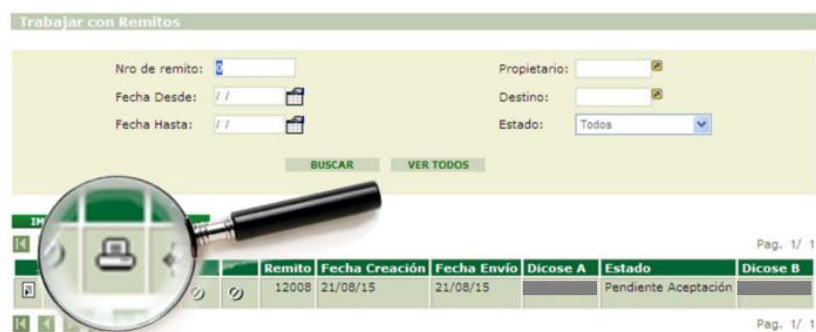 Trabajar con Remitos
Nro de remito: 0 Propietario:
Fecha Desde: / / Destino:
Fecha Hasta: / / Estado: Todos
BUSCAR VER TODOS
IM
Pag. 1/ 1
Remito Fecha Creación Fecha Envío Dicose A Estado Dicose B
12008 21/08/15 21/08/15 Pendiente Aceptación
Pag. 1/ 1